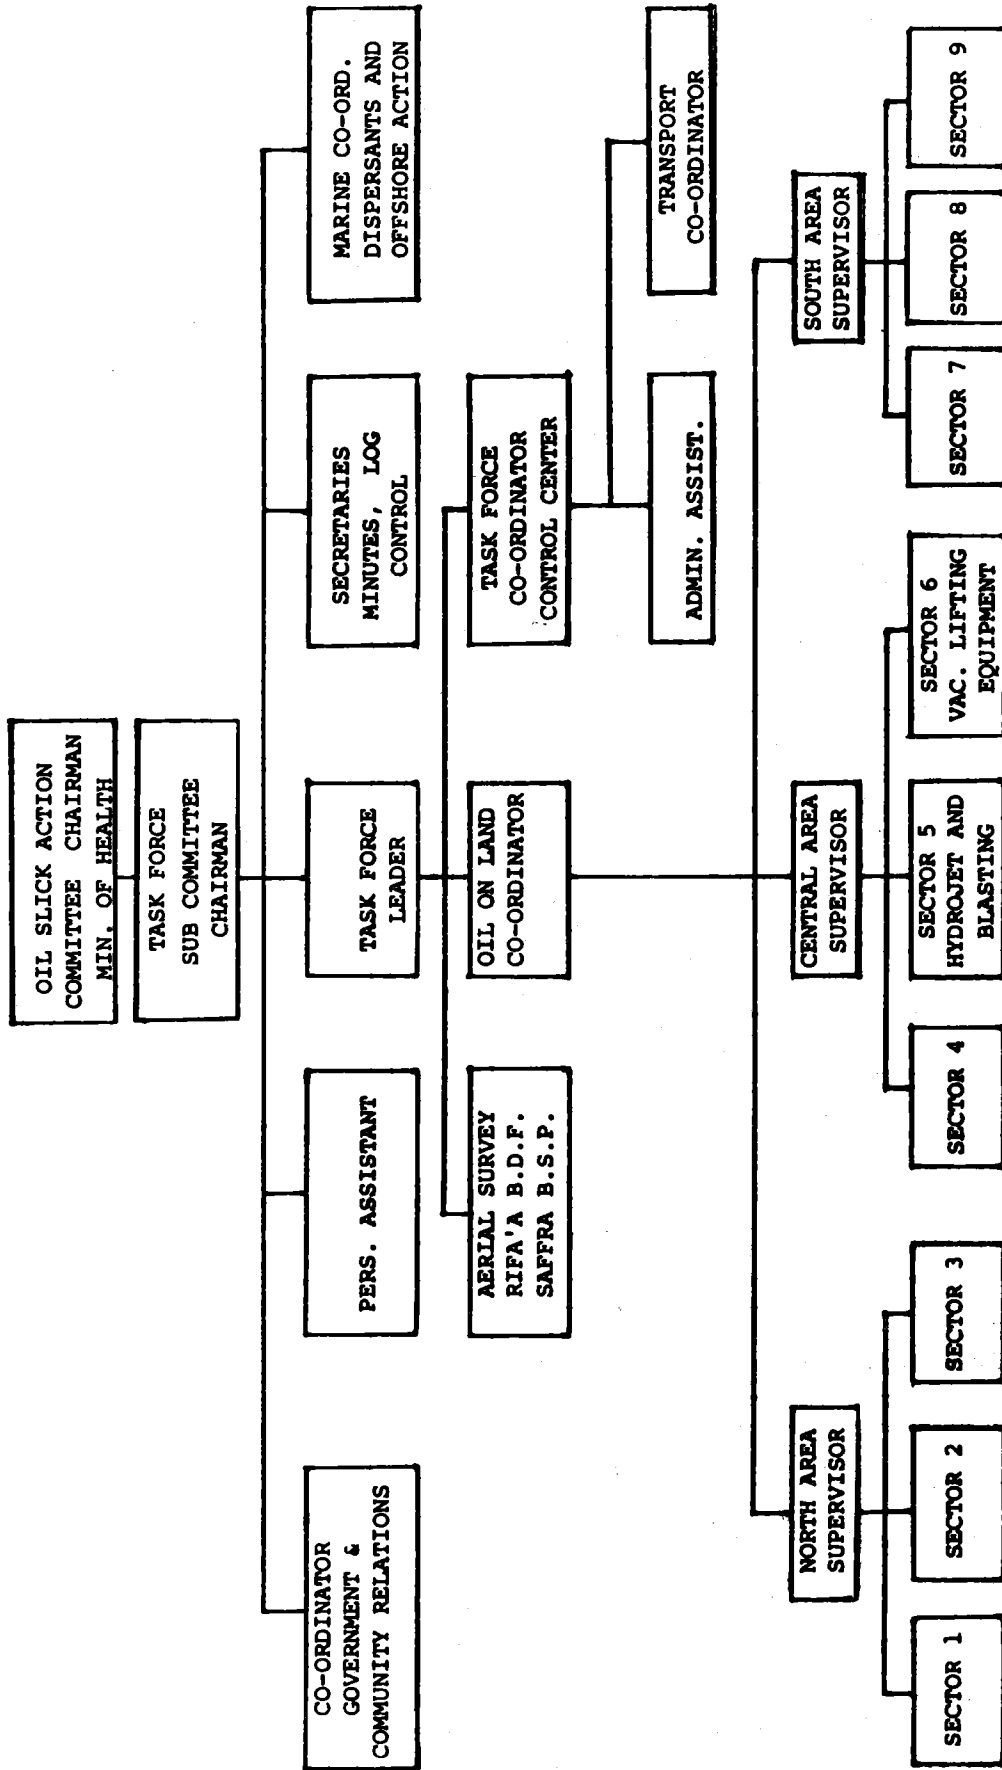 OIL SLICK ACTION
COMMITTEE CHAIRMAN
MIN. OF HEALTH
TASK FORCE
SUB COMMITTEE
CHAIRMAN
CO-ORDINATOR
GOVERNMENT &
COMMUNITY RELATIONS
PERS. ASSISTANT
TASK FORCE
LEADER
SECRETARIES
MINUTES, LOG
CONTROL
MARINE CO-ORD.
DISPERSANTS AND
OFFSHORE ACTION
AERIAL SURVEY
RIFA'A B.D.F.
SAFFRA B.S.P.
OIL ON LAND
CO-ORDINATOR
TASK FORCE
CO-ORDINATOR
CONTROL CENTER
ADMIN. ASSIST.
TRANSPORT
CO-ORDINATOR
NORTH AREA
SUPERVISOR
CENTRAL AREA
SUPERVISOR
SOUTH AREA
SUPERVISOR
SECTOR 1
SECTOR 2
SECTOR 3
SECTOR 4
SECTOR 5
HYDROJET AND
BLASTING
SECTOR 6
VAC. LIFTING
EQUIPMENT
SECTOR 7
SECTOR 8
SECTOR 9